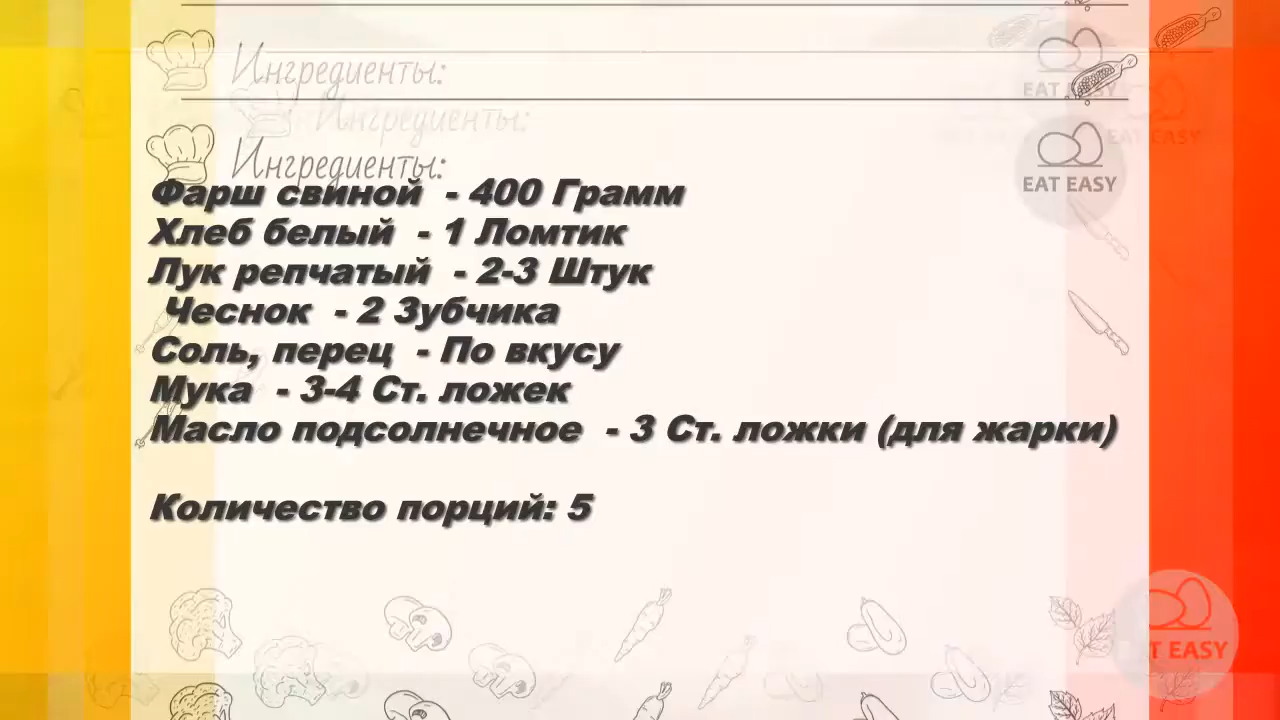 Ингредиенты:
EAT EASY
Ингредиенты:
EAT EASY
Ингредиенты:
EAT EASY
Фарш свиной - 400 Грамм
Хлеб белый - 1 Ломтик
Лук репчатый - 2-3 Штук
Чеснок - 2 Зубчика
Соль, перец - По вкусу
Мука - 3-4 Ст. ложек
Масло подсолнечное - 3 Ст. ложки (для жарки)
Количество порций: 5
EAT EASY